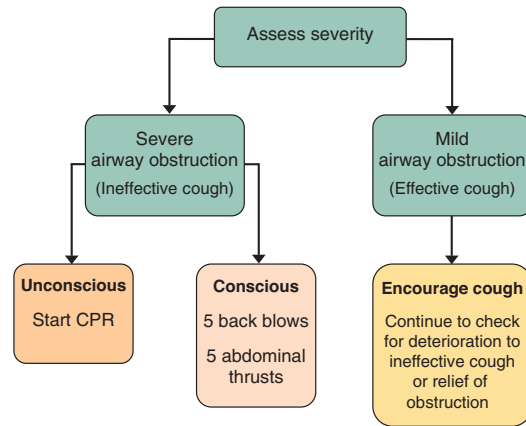 Assess severity
Severe
airway obstruction
(Ineffective cough)
Mild
airway obstruction
(Effective cough)
Unconscious
Start CPR
Conscious
5 back blows
5 abdominal
thrusts
Encourage cough
Continue to check
for deterioration to
ineffective cough
or relief of
obstruction